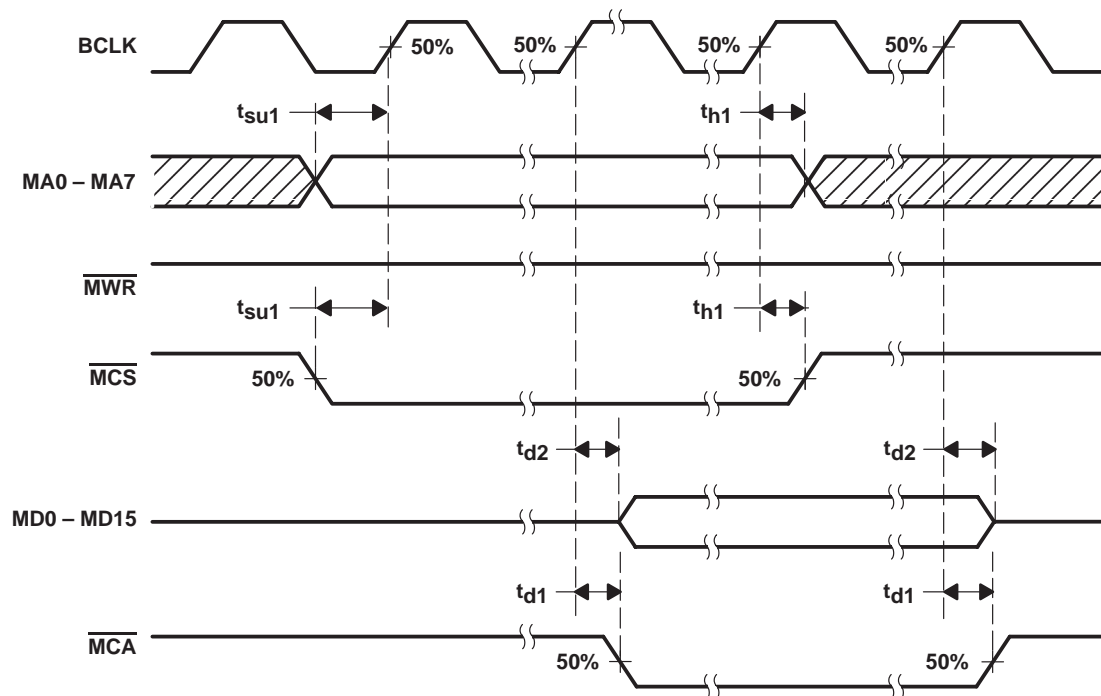 BCLK
50%
50%
50%
50%
tsu1
th1
MA0 – MA7
MWR
tsu1
th1
MCS
50%
50%
td2
td2
MD0 – MD15
td1
td1
MCA
50%
50%